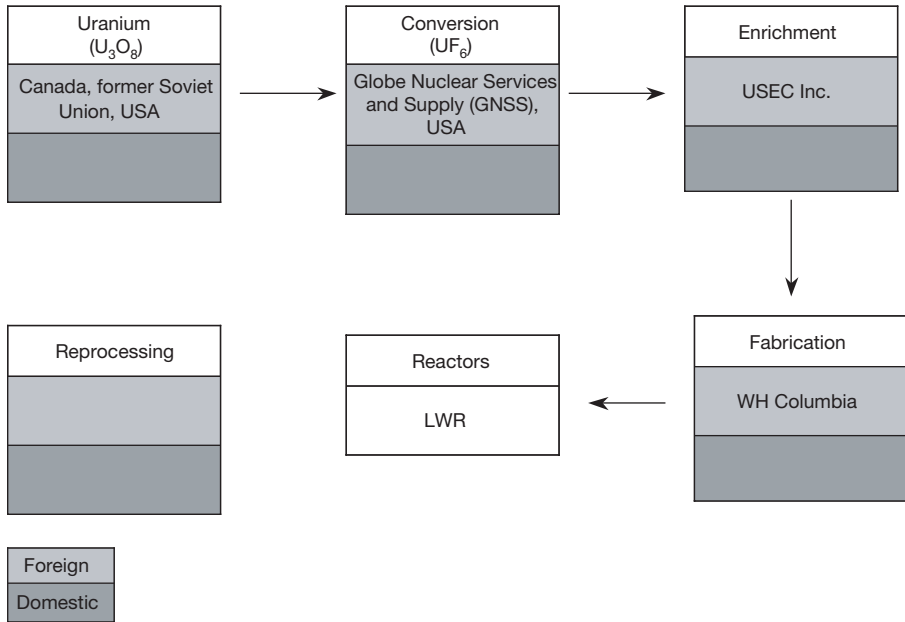 Uranium
(U₃O₈)
Canada, former Soviet
Union, USA
Conversion
(UF₆)
Globe Nuclear Services
and Supply (GNSS),
USA
Enrichment
USEC Inc.
Reprocessing
Reactors
LWR
Fabrication
WH Columbia
Foreign
Domestic